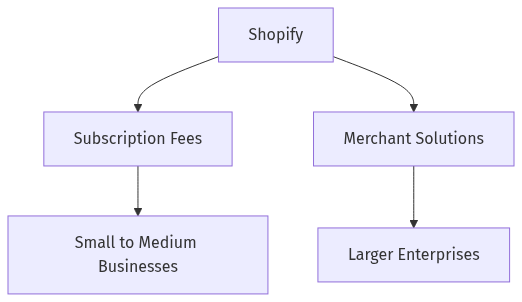 Shopify
Subscription Fees
Merchant Solutions
Small to Medium
Businesses
Larger Enterprises